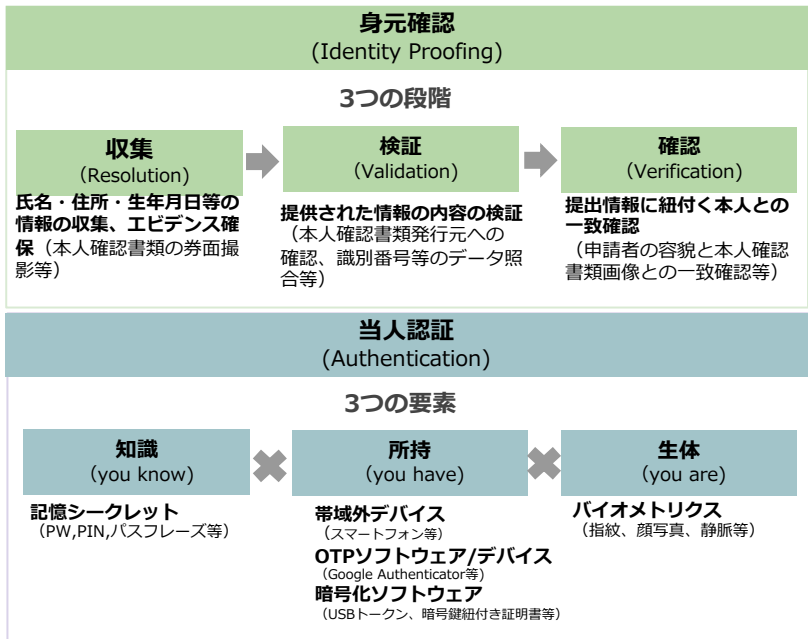 身元確認
(Identity Proofing)
3つの段階
収集
（Resolution）
氏名・住所・生年月日等の
情報の収集、エビデンス確
保（本人確認書類の券面撮
影等）
検証
（Validation）
提供された情報の内容の検証
（本人確認書類発行元への
確認、識別番号等のデータ照
合等）
確認
（Verification）
提出情報に紐付く本人との
一致確認
（申請者の容貌と本人確認
書類画像との一致確認等）
当人認証
（Authentication）
3つの要素
知識
（you know）
記憶シークレット
（PW,PIN,パスフレーズ等）
所持
（you have）
帯域外デバイス
（スマートフォン等）
OTPソフトウェア/デバイス
（Google Authenticator等）
暗号化ソフトウェア
（USBトークン、暗号鍵紐付き証明書等）
生体
（you are）
バイオメトリクス
（指紋、顔写真、静脈等）